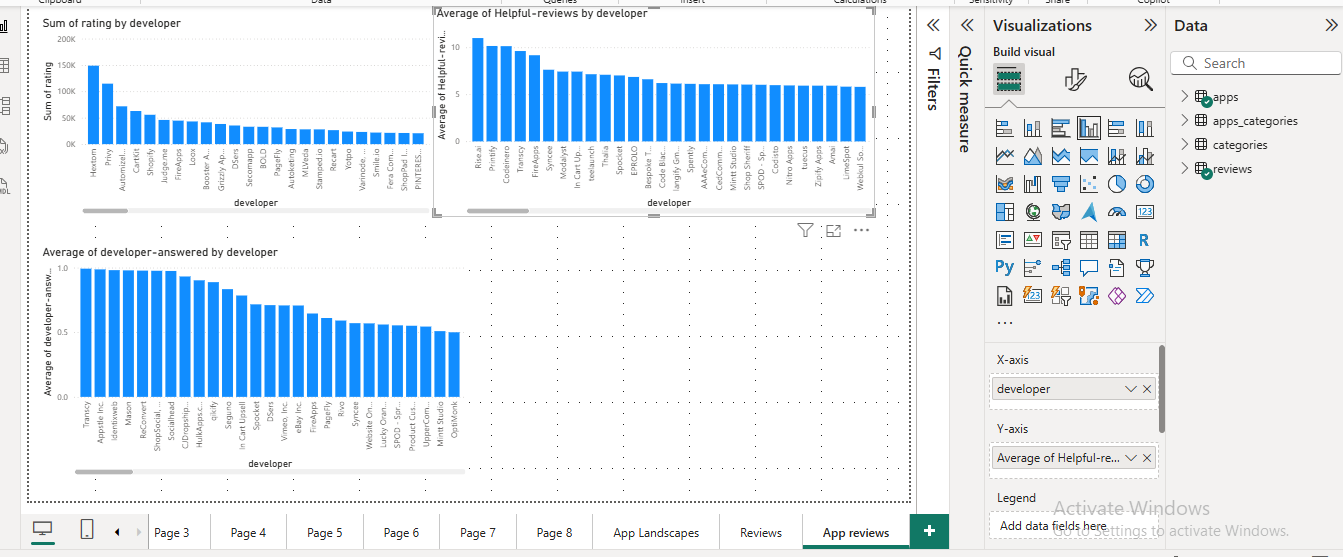 Clipboard
Data
Queries
Insert
Calculations
Sensitivity
Share
Copilot
Sum of rating by developer
200K
150K
100K
50K
0K
Sum of rating
Hextom
Privy
Automizel...
CartKit
Shopify
Judge.me
FireApps
Loox
Booster A...
Grizzly Ap...
DSers
Secomapp
BOLD
PageFly
Autoketing
MLVeda
Stamped.io
Recart
Yotpo
Vanroode...
Smile.io
Fera Com...
ShopPad I...
PINTERES...
developer
Average of Helpful-reviews by developer
10
5
0
Average of Helpful-revi...
Rise.ai
Printify
Codeinero
Transcy
FireApps
Syncee
Modalyst
In Cart Up...
teelaunch
Thalia
Spocket
EPROLO
Bespoke T...
Code Blac...
langify Gm...
Spently
AAAeCom...
CedComm...
Mintt Studio
Shop Sheriff
SPOD - Sp...
Codisto
Nitro Apps
tuecus
Zipify Apps
Amai
LimeSpot
Webkul So...
developer
Average of developer-answered by developer
1.0
0.5
0.0
Average of developer-answ...
Transcy
Appstle Inc.
Identixweb
Mason
ReConvert
ShopSocial,...
Socialhead
CJDropship...
HulkApps.c...
qikify
Seguno
In Cart Upsell
Spocket
DSers
Vimeo, Inc.
eBay Inc.
FireApps
PageFly
Rivo
Syncee
Website On...
Lucky Oran...
SPOD - Spr...
Product Cus...
UpperCom...
Mintt Studio
OptiMonk
developer
Filters
Quick measure
Visualizations
Build visual
123
R
Py
123
...
X-axis
developer
Y-axis
Average of Helpful-re...
Legend
Add data fields here
Data
Search
apps
apps_categories
categories
reviews
Activate Windows
Go to Settings to activate Windows.
Page 3
Page 4
Page 5
Page 6
Page 7
Page 8
App Landscapes
Reviews
App reviews
+